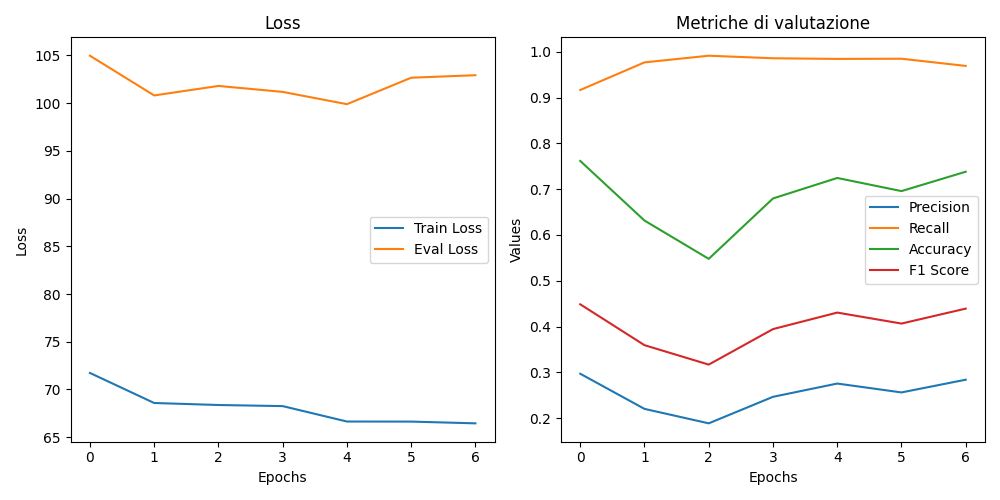 Loss
105
100
95
90
85
80
75
70
65
Loss
0 1 2 3 4 5 6
Epochs
Train Loss
Eval Loss
Metriche di valutazione
1.0
0.9
0.8
0.7
0.6
0.5
0.4
0.3
0.2
Values
0 1 2 3 4 5 6
Epochs
Precision
Recall
Accuracy
F1 Score